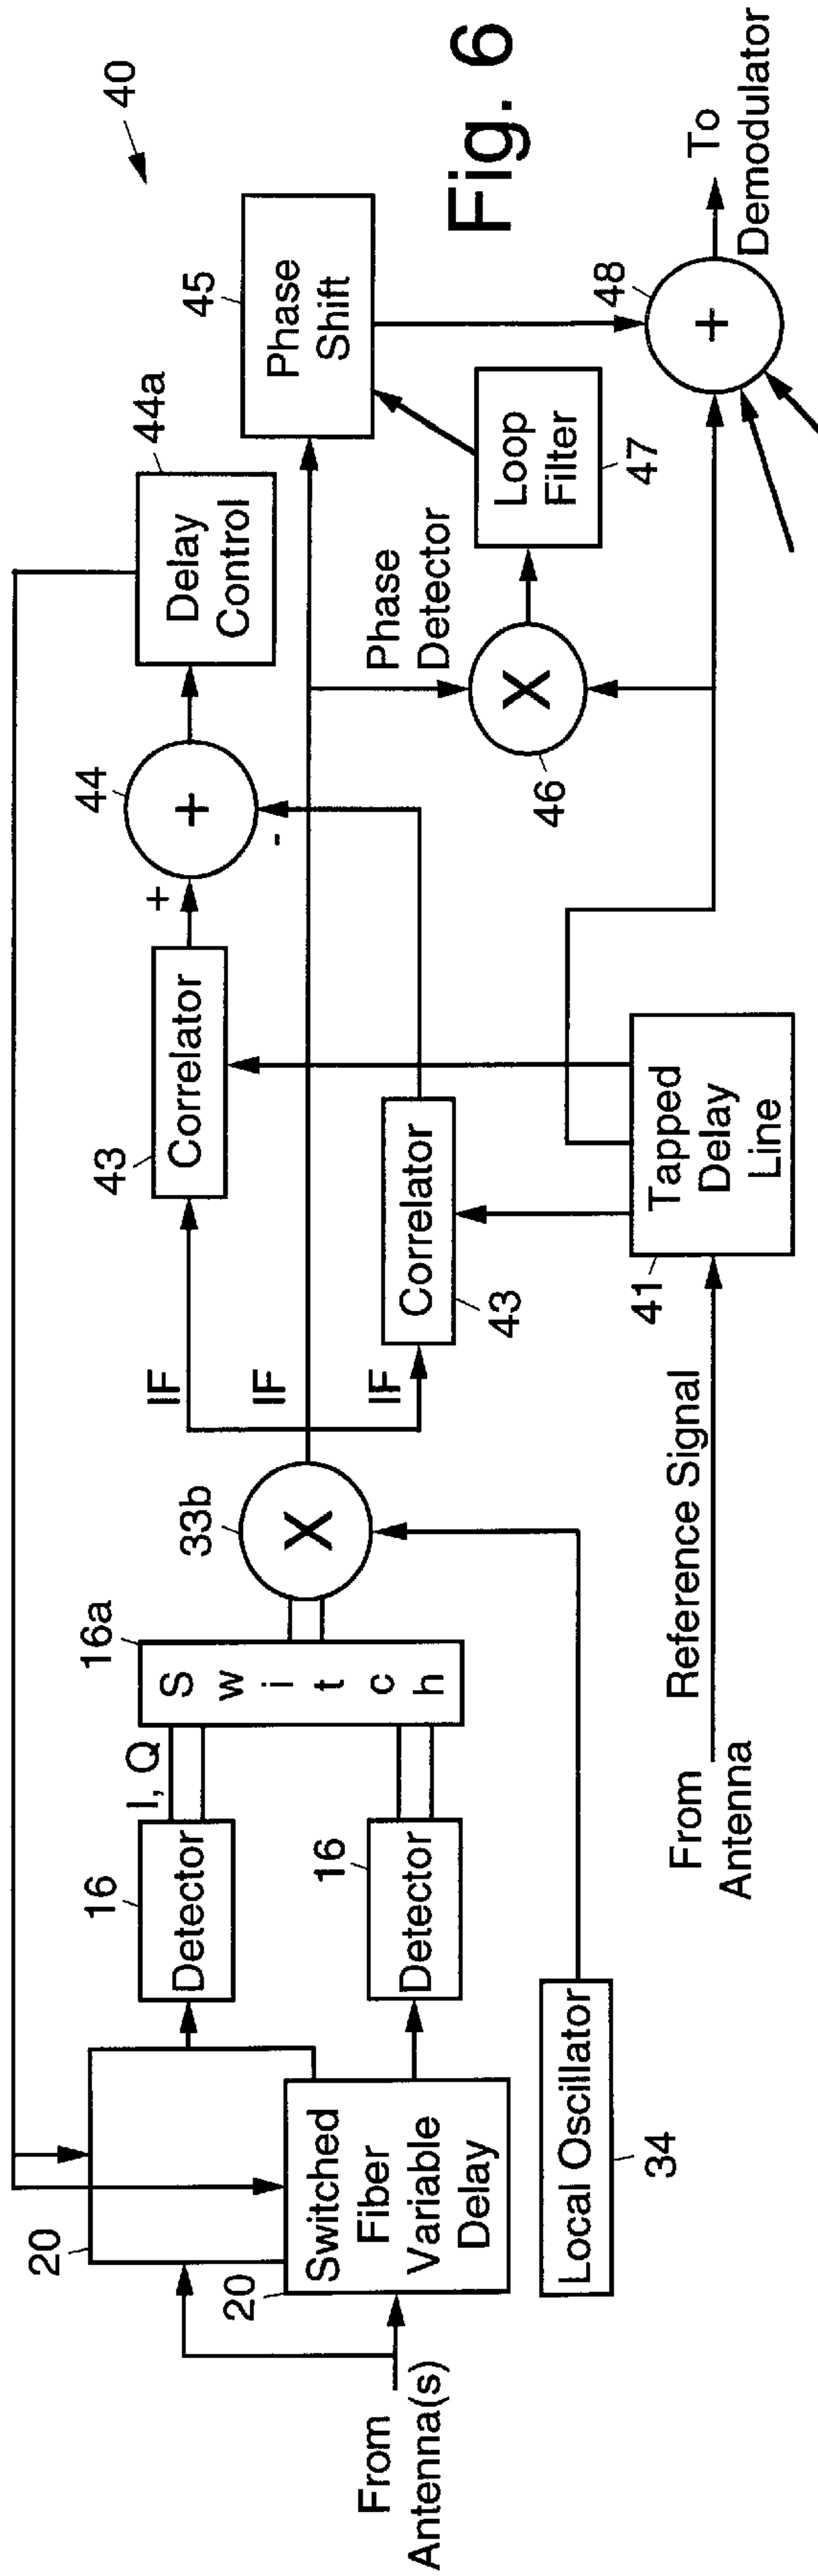 Fig. 6
40
20
20
Switched
Fiber
Variable
Delay
From
Antenna(s)
16
Detector
I, Q
16
Detector
16a
S
w
i
t
c
h
33b
X
Local Oscillator
34
IF
IF
IF
43
Correlator
Correlator
43
+
-
44
+
44a
Delay
Control
45
Phase
Shift
Phase
Detector
X
46
Loop
Filter
47
48
+
To
Demodulator
41
Tapped
Delay
Line
From
Antenna
Reference Signal